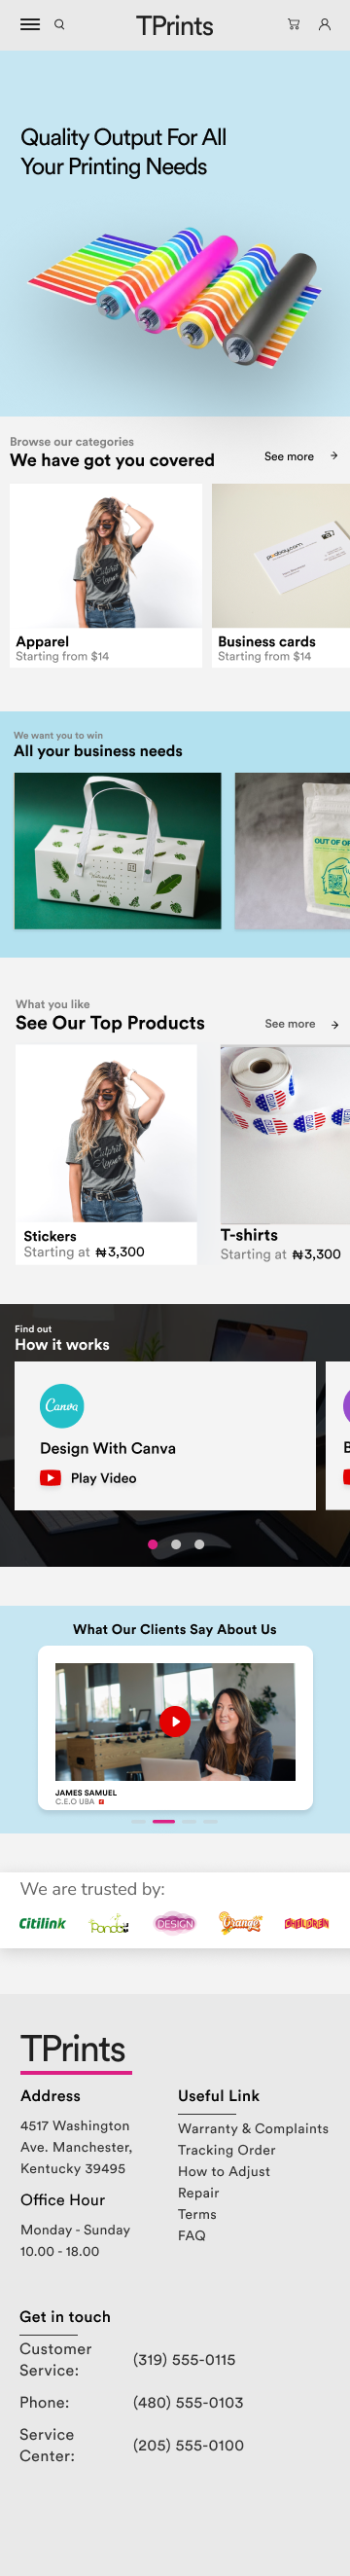 TPrints
Quality Output For All
Your Printing Needs
Browse our categories
We have got you covered
See more
Culprit
Apparel
Apparel
Starting from $14
Business cards
Starting from $14
We want you to win
All your business needs
OUT OF
See Our Top Products
What you like
See more
Stickers
Starting at ₦3,300
T-shirts
Starting at ₦3,300
Find out
How it works
Canva
Design With Canva
Play Video
What Our Clients Say About Us
JAMES SAMUEL
C.E.O UBA
We are trusted by:
Citilink
Panda
DESIGN
Orange
CHILDREN
TPrints
Address
4517 Washington
Ave. Manchester,
Kentucky 39495
Office Hour
Monday - Sunday
10.00 - 18.00
Useful Link
Warranty & Complaints
Tracking Order
How to Adjust
Repair
Terms
FAQ
Get in touch
Customer
Service:
(319) 555-0115
Phone:
(480) 555-0103
Service
Center:
(205) 555-0100